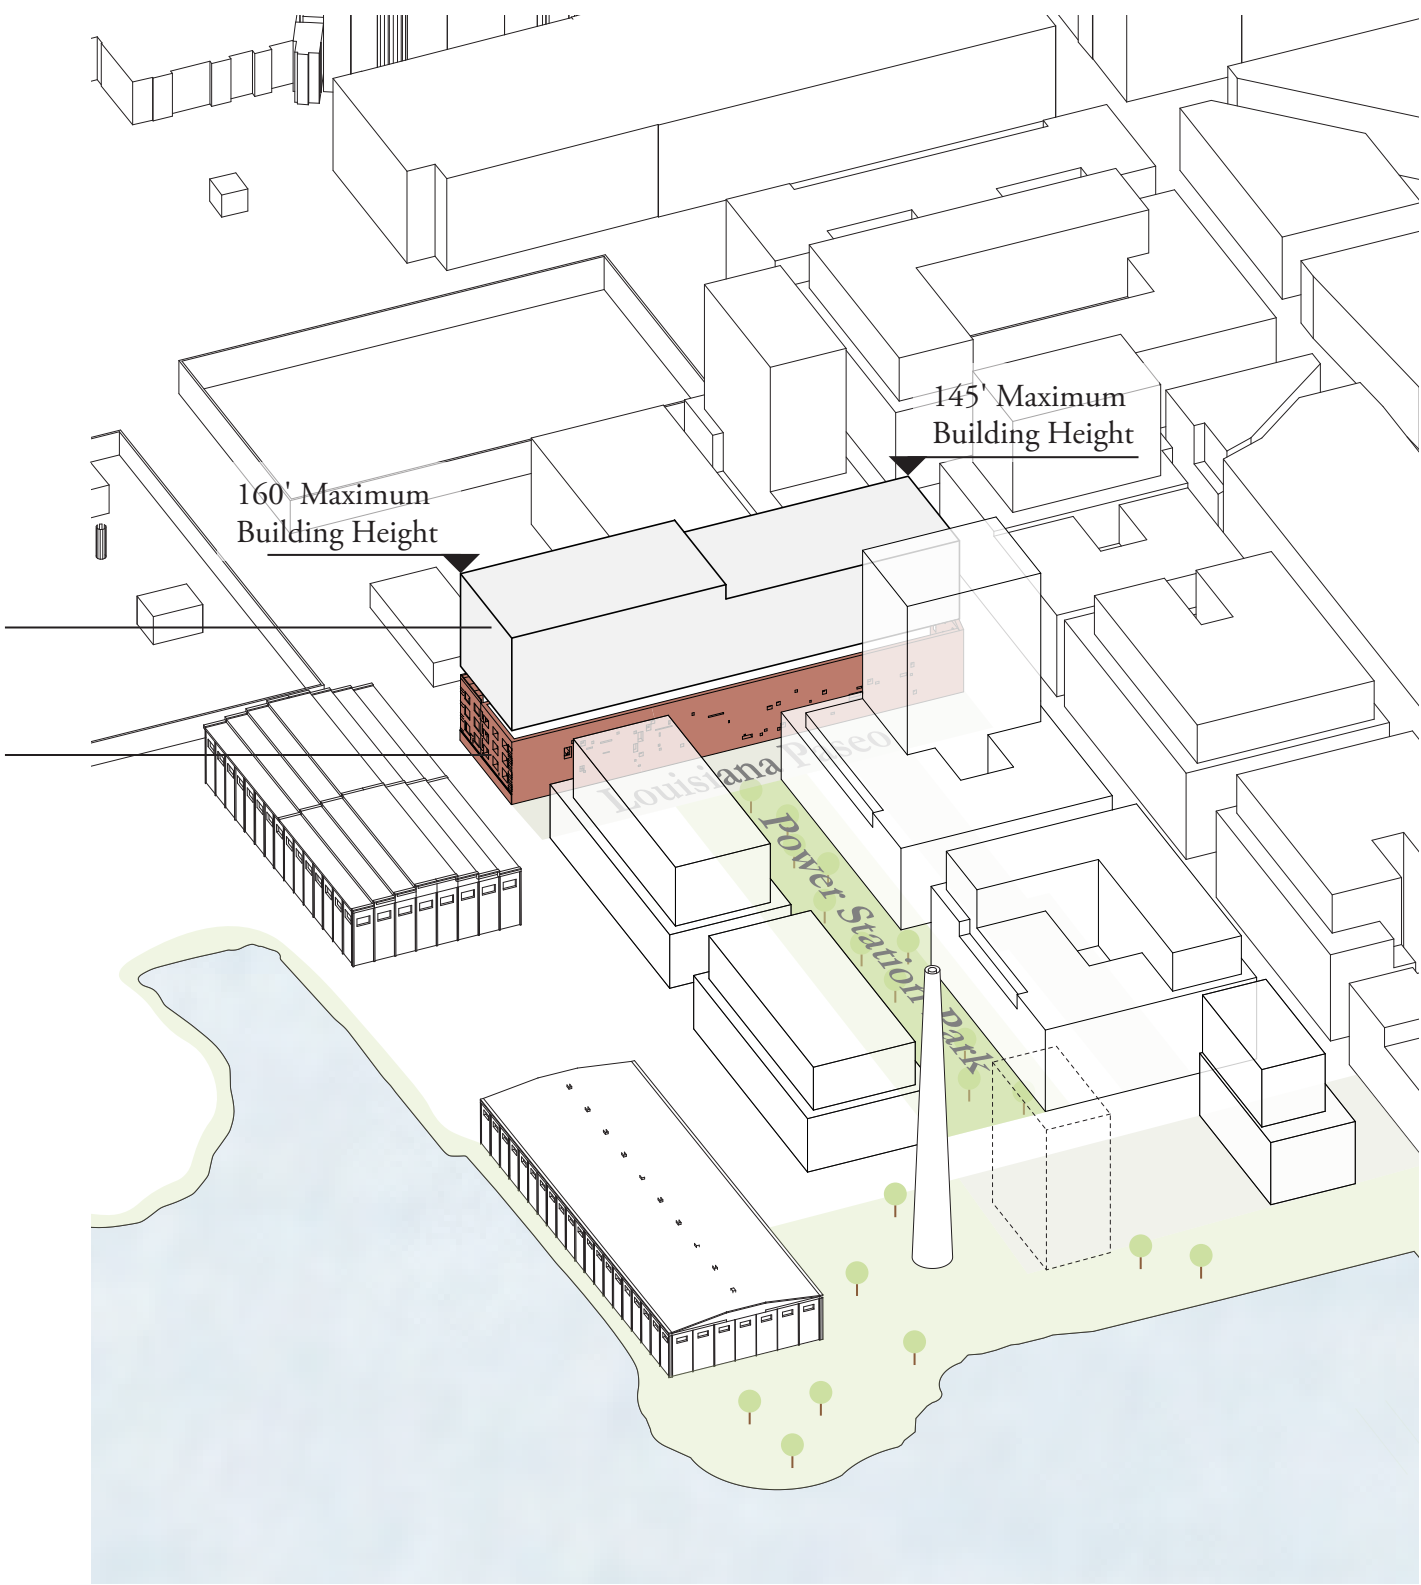 145' Maximum
Building Height
160' Maximum
Building Height
Louisiana Paseo
Power Station Park